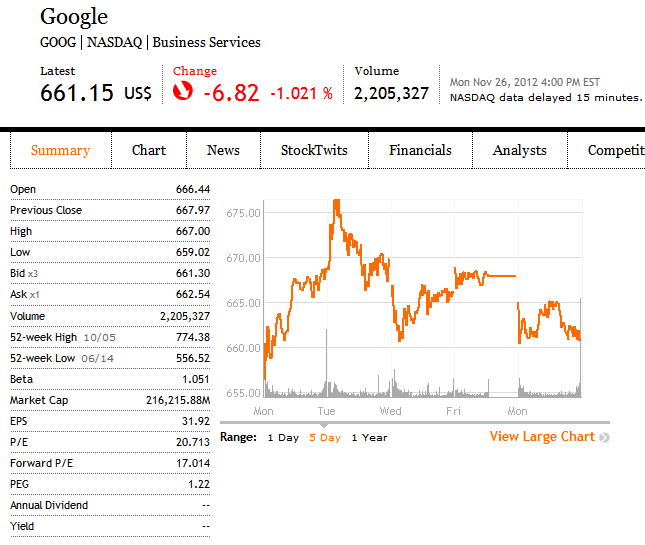 Google
GOOG | NASDAQ | Business Services
Latest
661.15 US$
Change
-6.82 -1.021 %
Volume
2,205,327
Mon Nov 26, 2012 4:00 PM EST
NASDAQ data delayed 15 minutes.
Summary Chart News StockTwits Financials Analysts Competit
Open 666.44
Previous Close 667.97
High 667.00
Low 659.02
Bid x3 661.30
Ask x1 662.54
Volume 2,205,327
52-week High 10/05 774.38
52-week Low 06/14 556.52
Beta 1.051
Market Cap 216,215.88M
EPS 31.92
P/E 20.713
Forward P/E 17.014
PEG 1.22
Annual Dividend --
Yield --
675.00
670.00
665.00
660.00
655.00
Mon Tue Wed Fri Mon
Range: 1 Day 5 Day 1 Year
View Large Chart